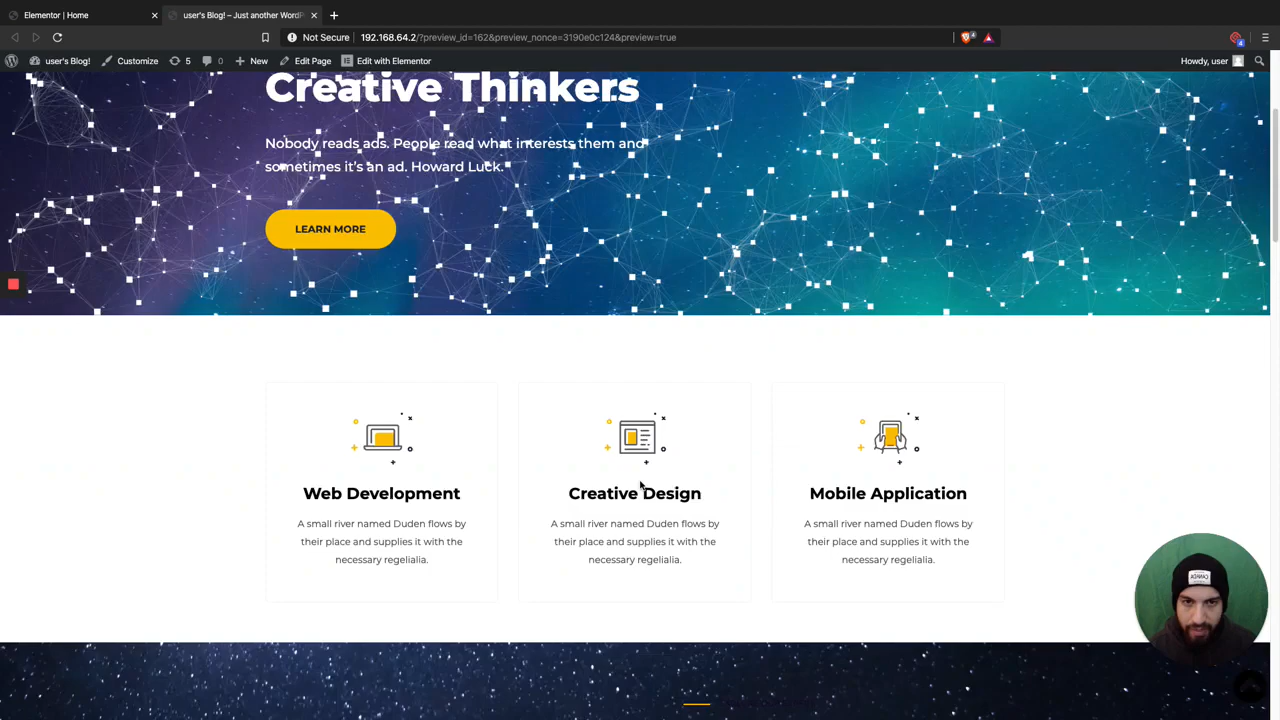 Elementor | Home
user's Blog! – Just another WordPr
Not Secure
192.168.64.2/?preview_id=162&preview_nonce=3190e0c124&preview=true
4
4
user's Blog!
Customize
5
0
New
Edit Page
Edit with Elementor
Howdy, user
Creative Thinkers
Nobody reads ads. People read what interests them and
sometimes it's an ad. Howard Luck.
LEARN MORE
Web Development
A small river named Duden flows by
their place and supplies it with the
necessary regelialia.
Creative Design
A small river named Duden flows by
their place and supplies it with the
necessary regelialia.
Mobile Application
A small river named Duden flows by
their place and supplies it with the
necessary regelialia.